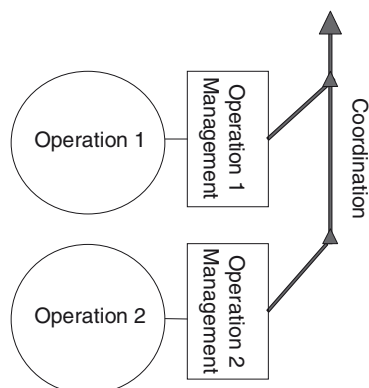 Coordination
Operation 1
Operation 1
Management
Operation 2
Operation 2
Management